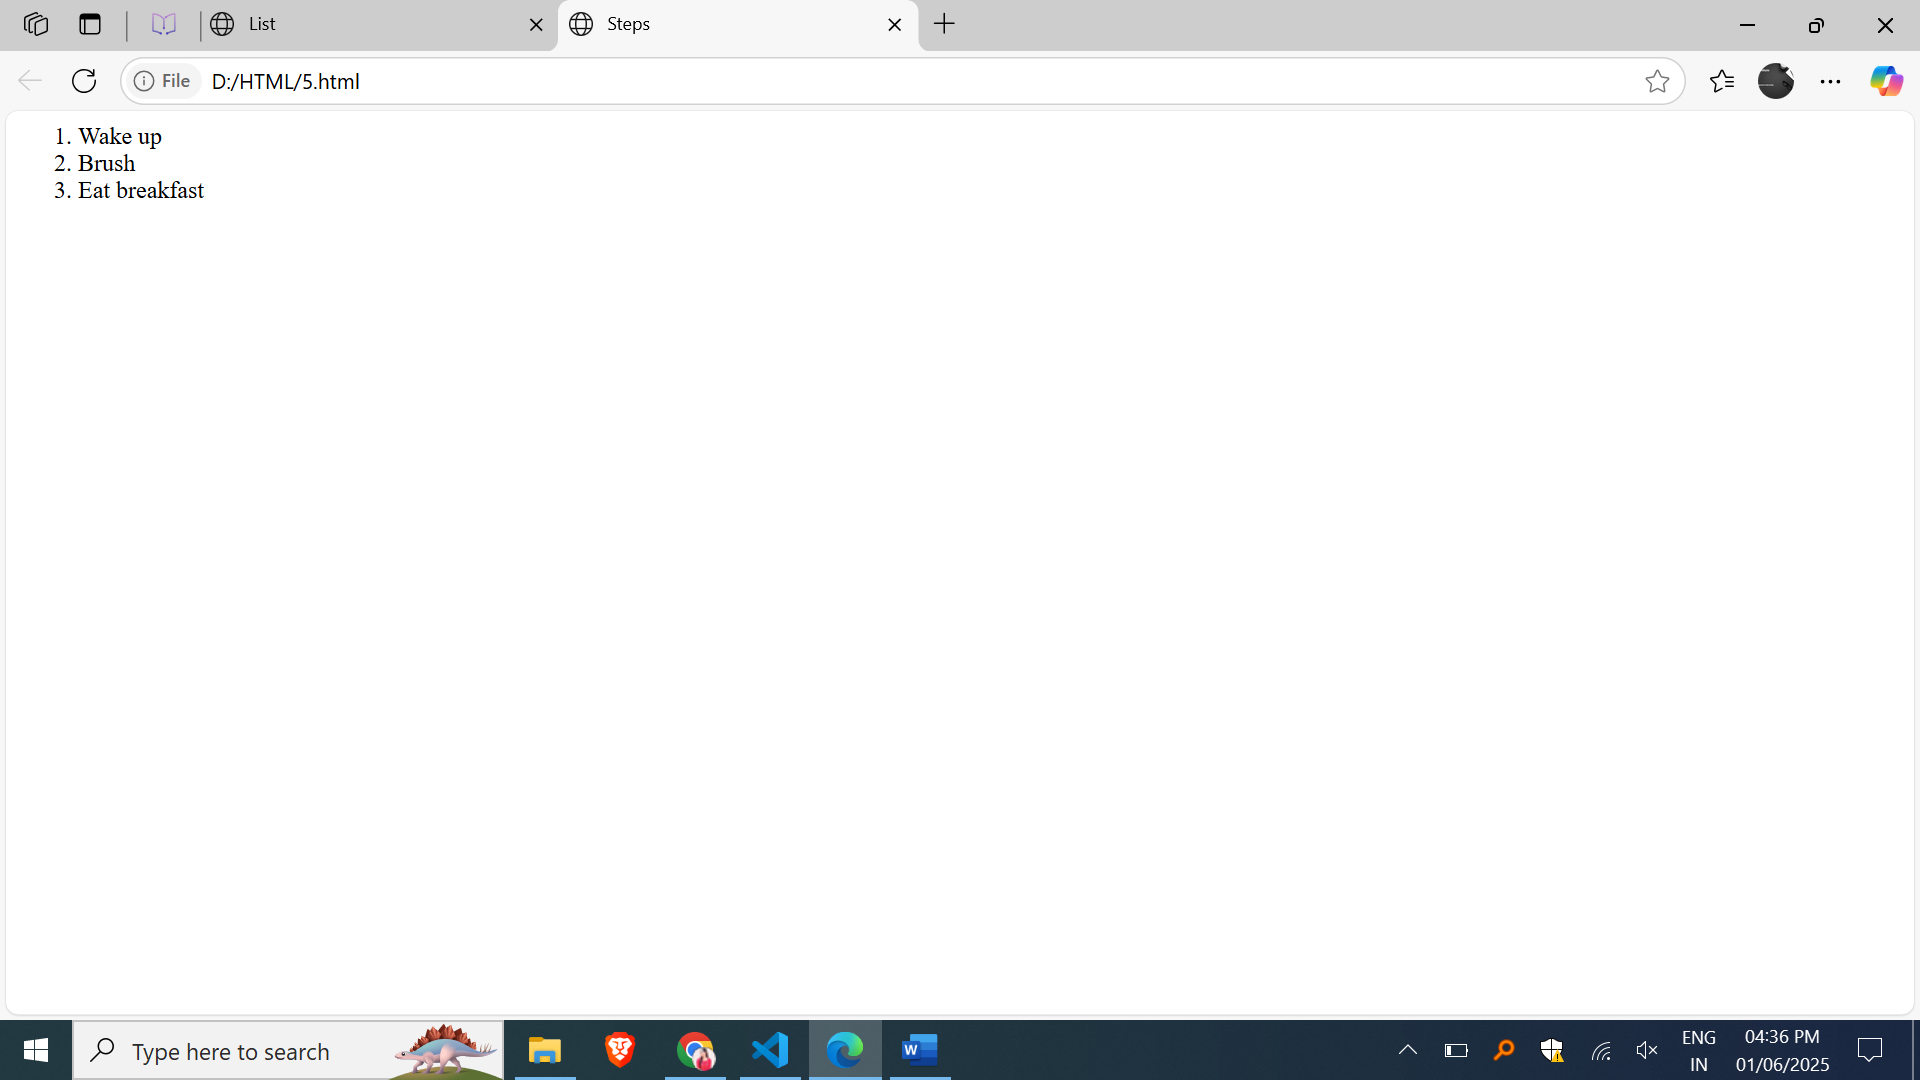 List
Steps
File D:/HTML/5.html
1. Wake up
2. Brush
3. Eat breakfast
Type here to search
W
ENG
IN
04:36 PM
01/06/2025